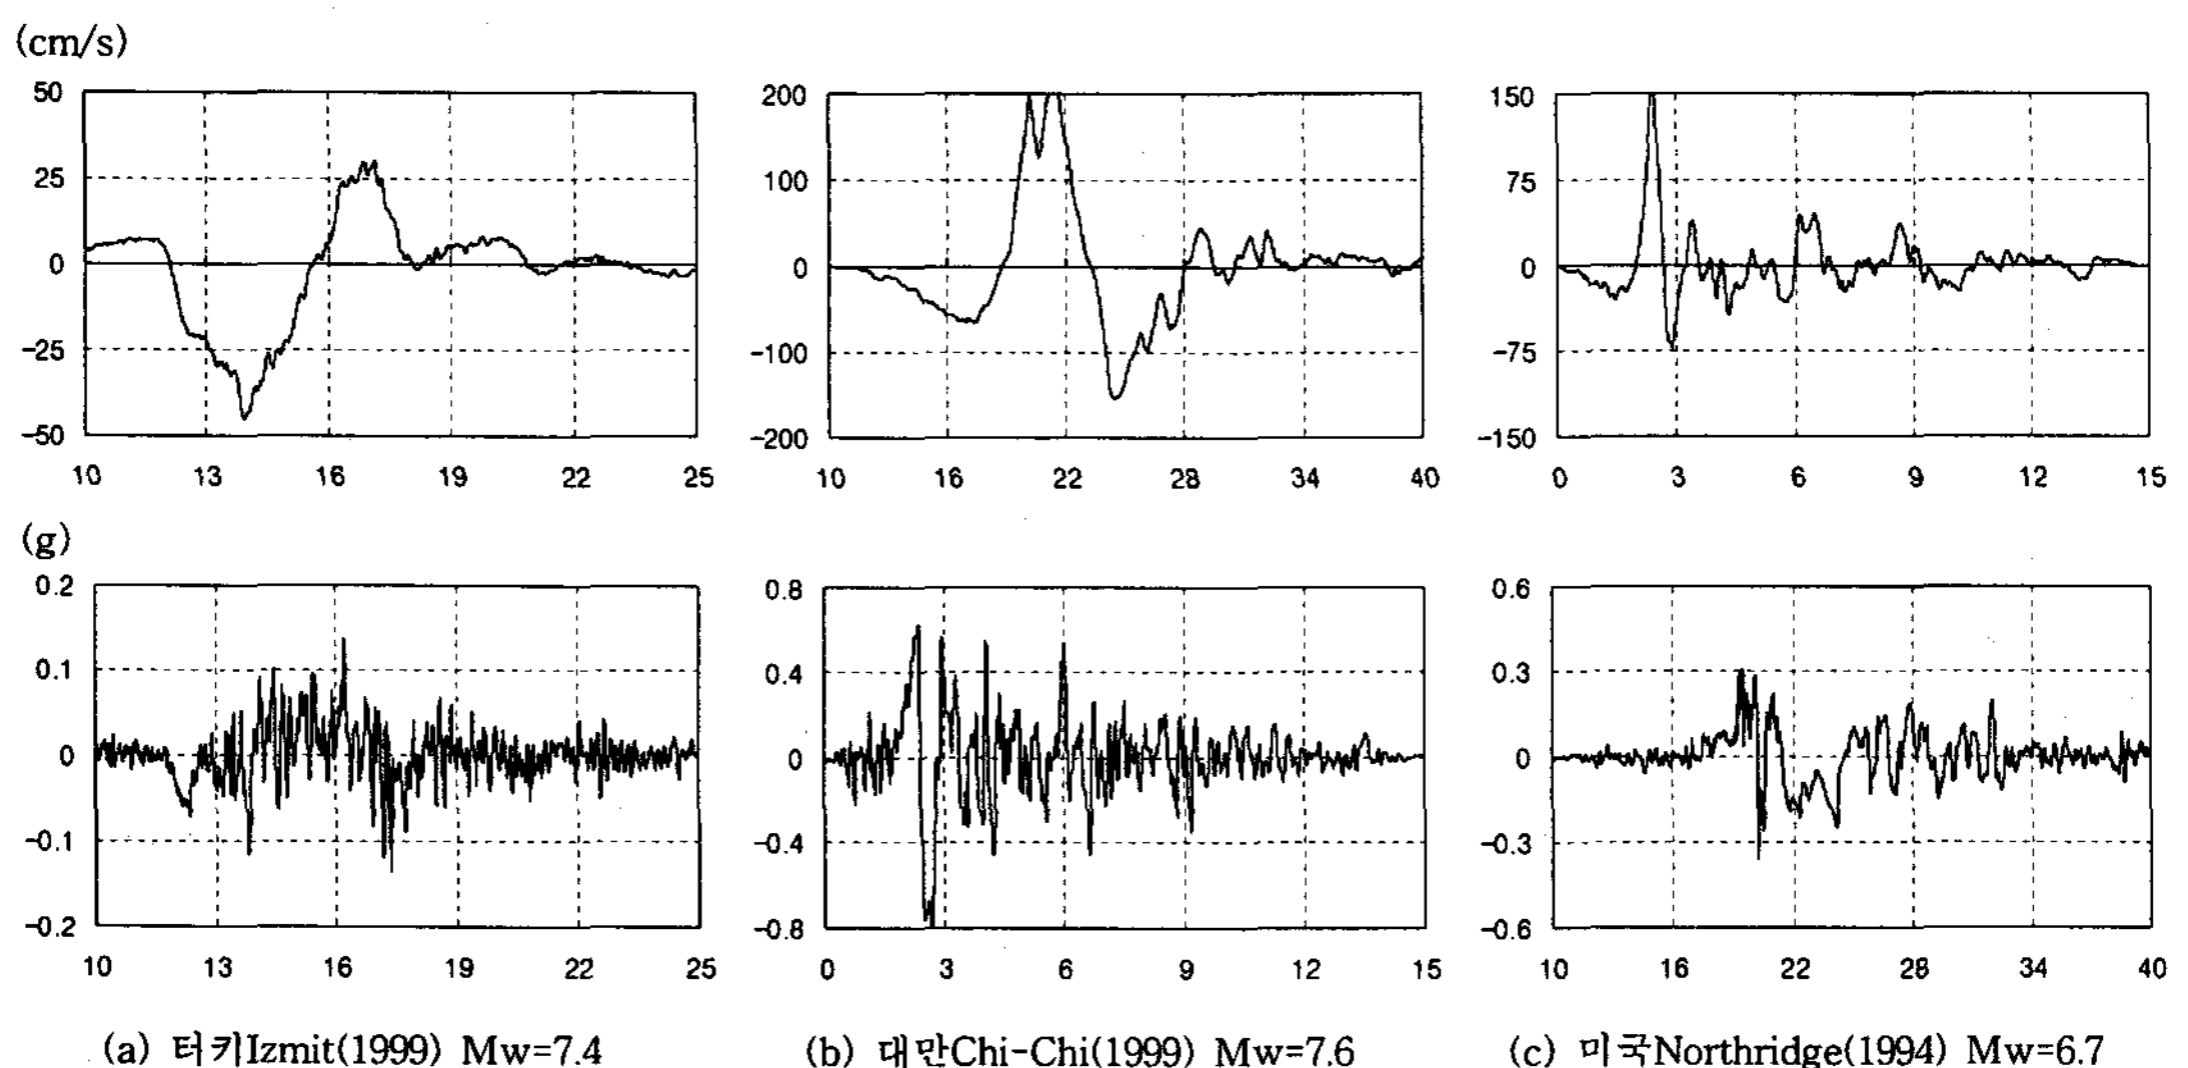 (cm/s)
50
25
0
-25
-50
10 13 16 19 22 25
200
100
0
-100
-200
10 16 22 28 34 40
150
75
0
-75
-150
0 3 6 9 12 15
(g)
0.2
0.1
0
-0.1
-0.2
10 13 16 19 22 25
0.8
0.4
0
-0.4
-0.8
0 3 6 9 12 15
0.6
0.3
0
-0.3
-0.6
10 16 22 28 34 40
(a) 터키Izmit(1999) Mw=7.4
(b) 대만Chi-Chi(1999) Mw=7.6
(c) 미국Northridge(1994) Mw=6.7